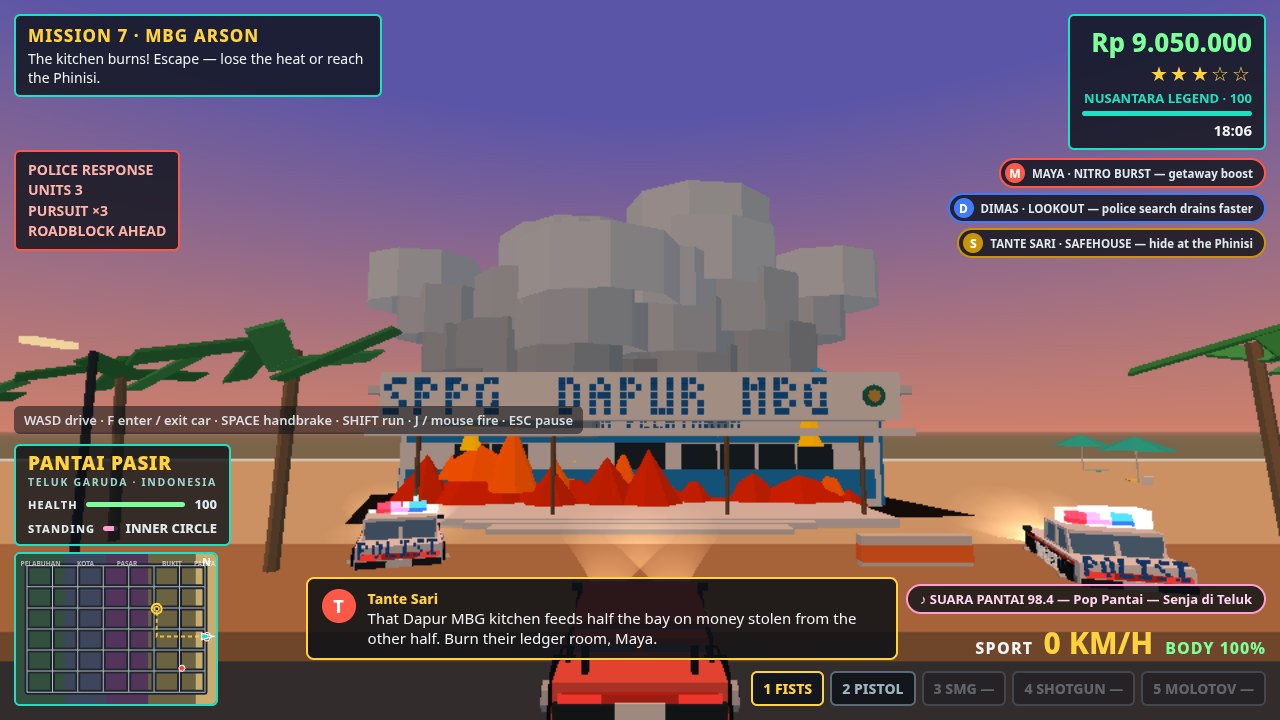 MISSION 7 · MBG ARSON
The kitchen burns! Escape — lose the heat or reach
the Phinisi.
Rp 9.050.000
★★★☆☆
NUSANTARA LEGEND · 100
18:06
POLICE RESPONSE
UNITS 3
PURSUIT ×3
ROADBLOCK AHEAD
M MAYA · NITRO BURST — getaway boost
D DIMAS · LOOKOUT — police search drains faster
S TANTE SARI · SAFEHOUSE — hide at the Phinisi
SPPG DAPUR MBG
WASD drive · F enter / exit car · SPACE handbrake · SHIFT run · J / mouse fire · ESC pause
PANTAI PASIR
TELUK GARUDA · INDONESIA
HEALTH 100
STANDING INNER CIRCLE
POLISI
POLISI
PELABUHAN KOTA PASAR BUKIT
N
T
Tante Sari
That Dapur MBG kitchen feeds half the bay on money stolen from the
other half. Burn their ledger room, Maya.
♪ SUARA PANTAI 98.4 — Pop Pantai — Senja di Teluk
SPORT 0 KM/H BODY 100%
1 FISTS
2 PISTOL
3 SMG —
4 SHOTGUN —
5 MOLOTOV —